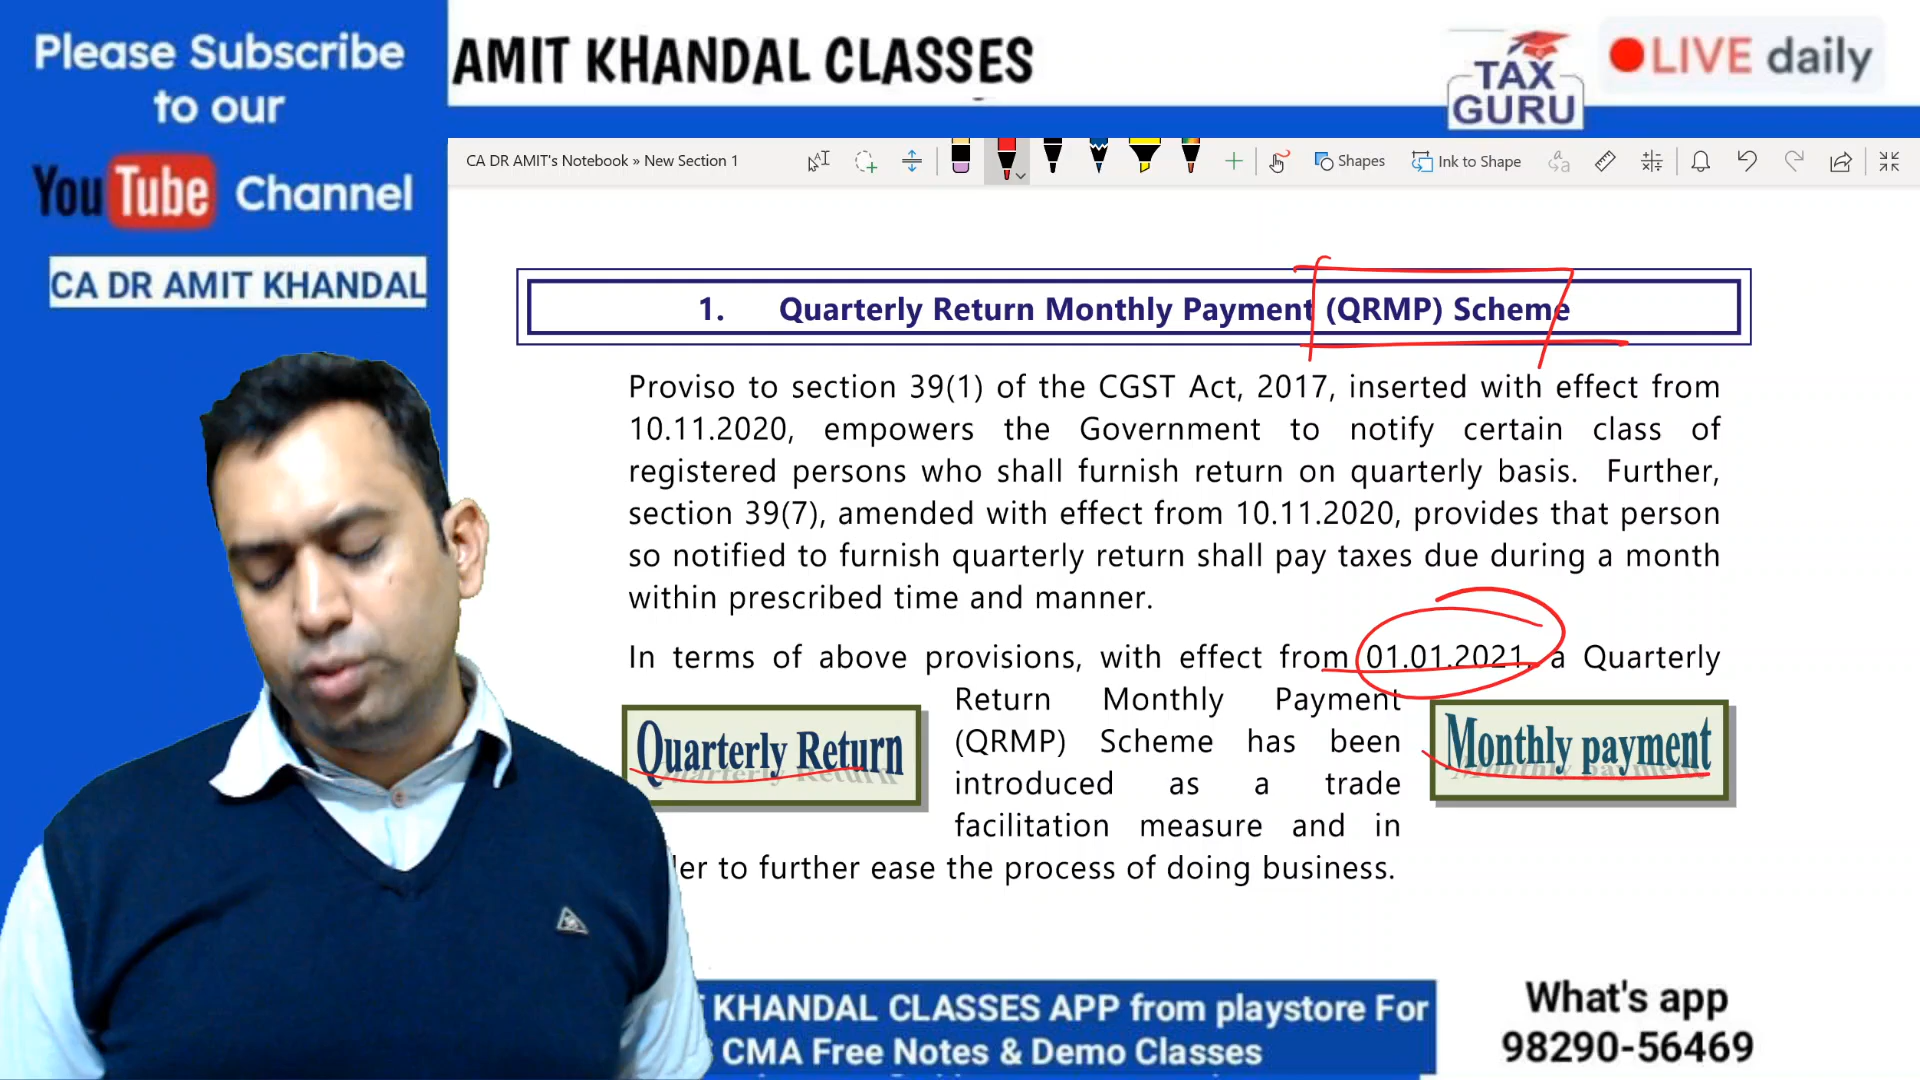 Please Subscribe
to our
YouTube Channel
CA DR AMIT KHANDAL
AMIT KHANDAL CLASSES
TAX
GURU
LIVE daily
CA DR AMIT's Notebook » New Section 1
Shapes
Ink to Shape
1. Quarterly Return Monthly Payment (QRMP) Scheme
Proviso to section 39(1) of the CGST Act, 2017, inserted with effect from
10.11.2020, empowers the Government to notify certain class of
registered persons who shall furnish return on quarterly basis. Further,
section 39(7), amended with effect from 10.11.2020, provides that person
so notified to furnish quarterly return shall pay taxes due during a month
within prescribed time and manner.
In terms of above provisions, with effect from 01.01.2021, a Quarterly
Return Monthly Payment
(QRMP) Scheme has been
introduced as a trade
facilitation measure and in
er to further ease the process of doing business.
Quarterly Return
Monthly payment
KHANDAL CLASSES APP from playstore For
CMA Free Notes & Demo Classes
What's app
98290-56469